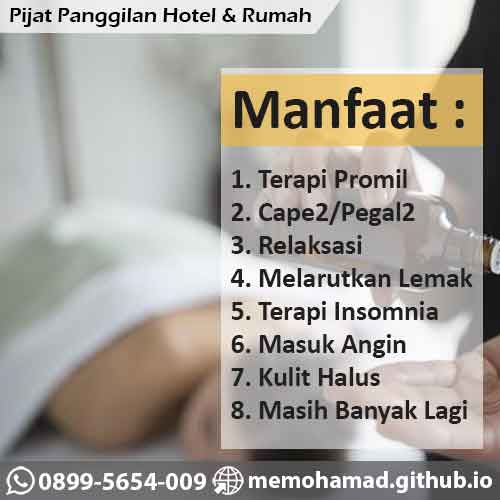 Pijat Panggilan Hotel & Rumah
Manfaat :
1. Terapi Promil
2. Cape2/Pegal2
3. Relaksasi
4. Melarutkan Lemak
5. Terapi Insomnia
6. Masuk Angin
7. Kulit Halus
8. Masih Banyak Lagi
0899-5654-009 memohamad.github.io